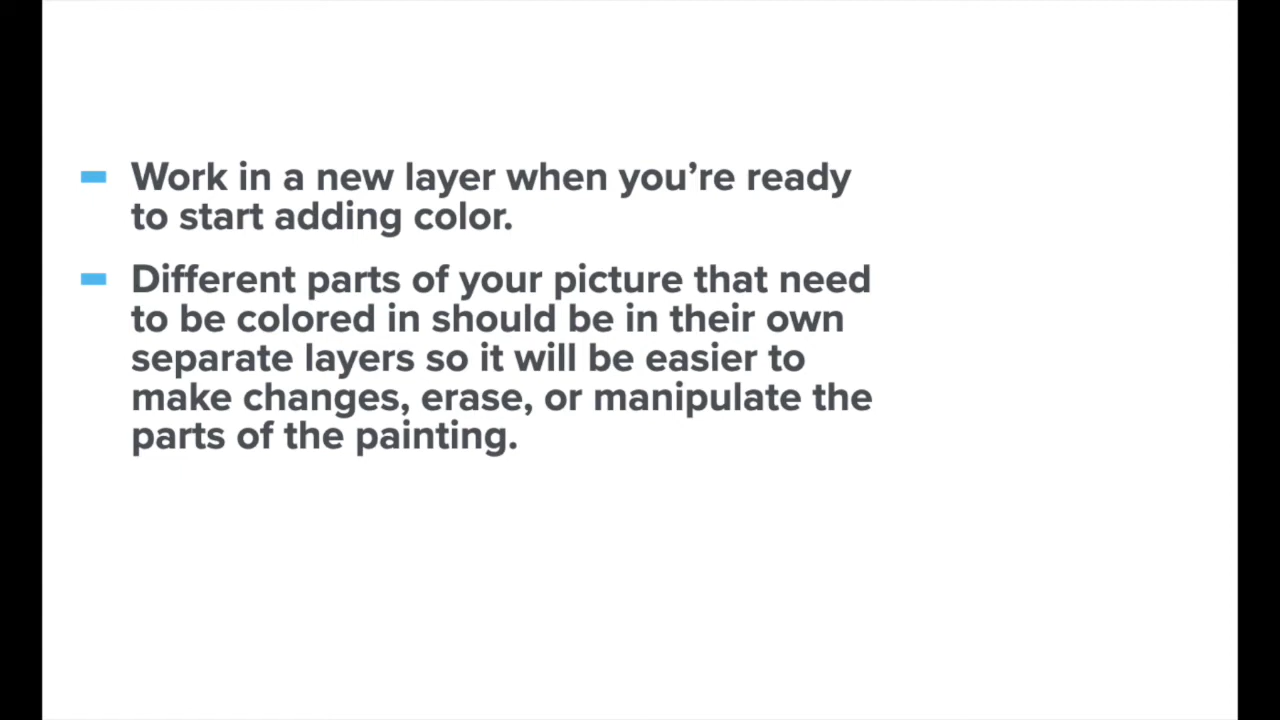 Work in a new layer when you’re ready
to start adding color.
Different parts of your picture that need
to be colored in should be in their own
separate layers so it will be easier to
make changes, erase, or manipulate the
parts of the painting.